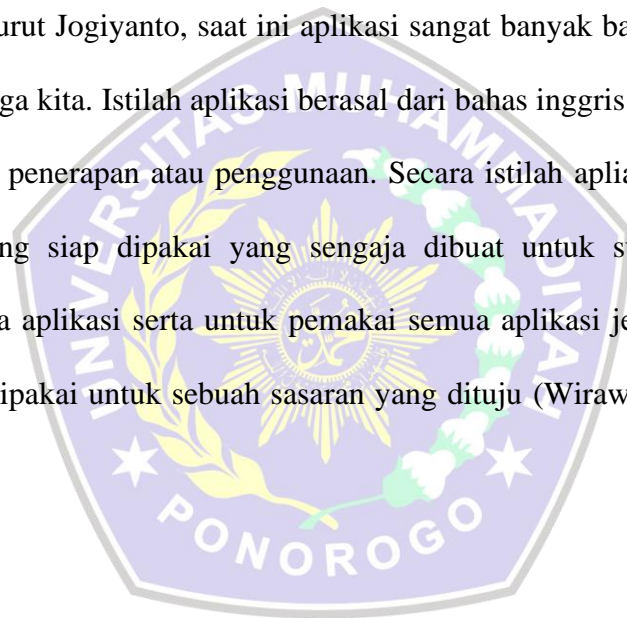 urut Jogiyanto, saat ini aplikasi sangat banyak ba
ga kita. Istilah aplikasi berasal dari bahas inggris
penerapan atau penggunaan. Secara istilah aplia
ng siap dipakai yang sengaja dibuat untuk s
a aplikasi serta untuk pemakai semua aplikasi je
ipakai untuk sebuah sasaran yang dituju (Wiraw
UNIVERSITAS MUHAMMADIYAH
PONOROGO